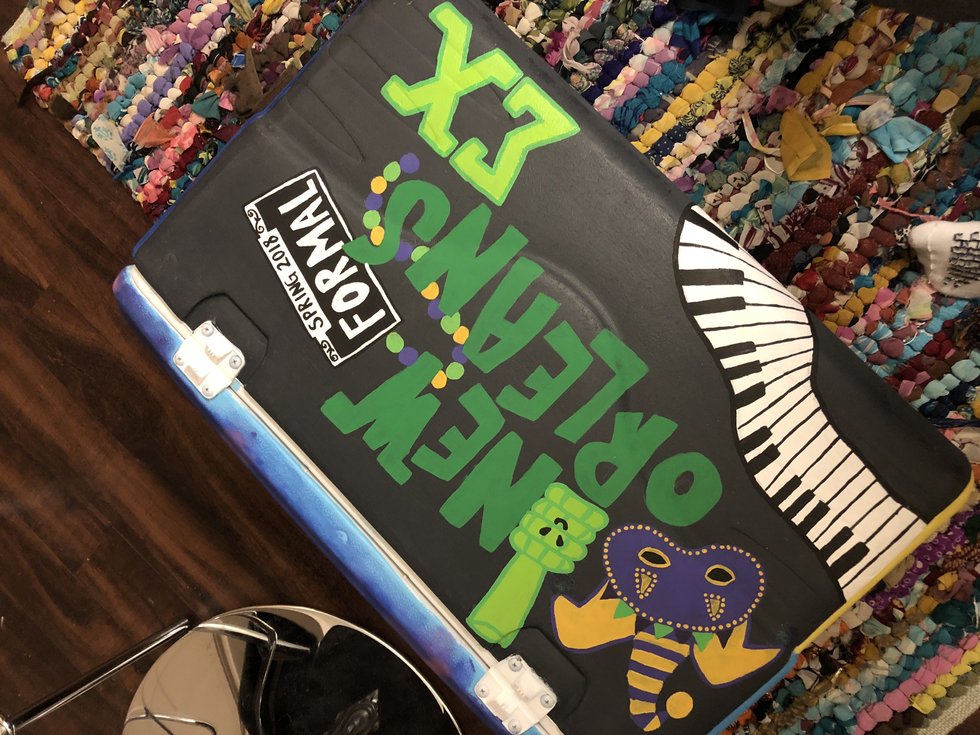 NEW
ORLEANS
SPRING 2018
FORMAL
ΣX